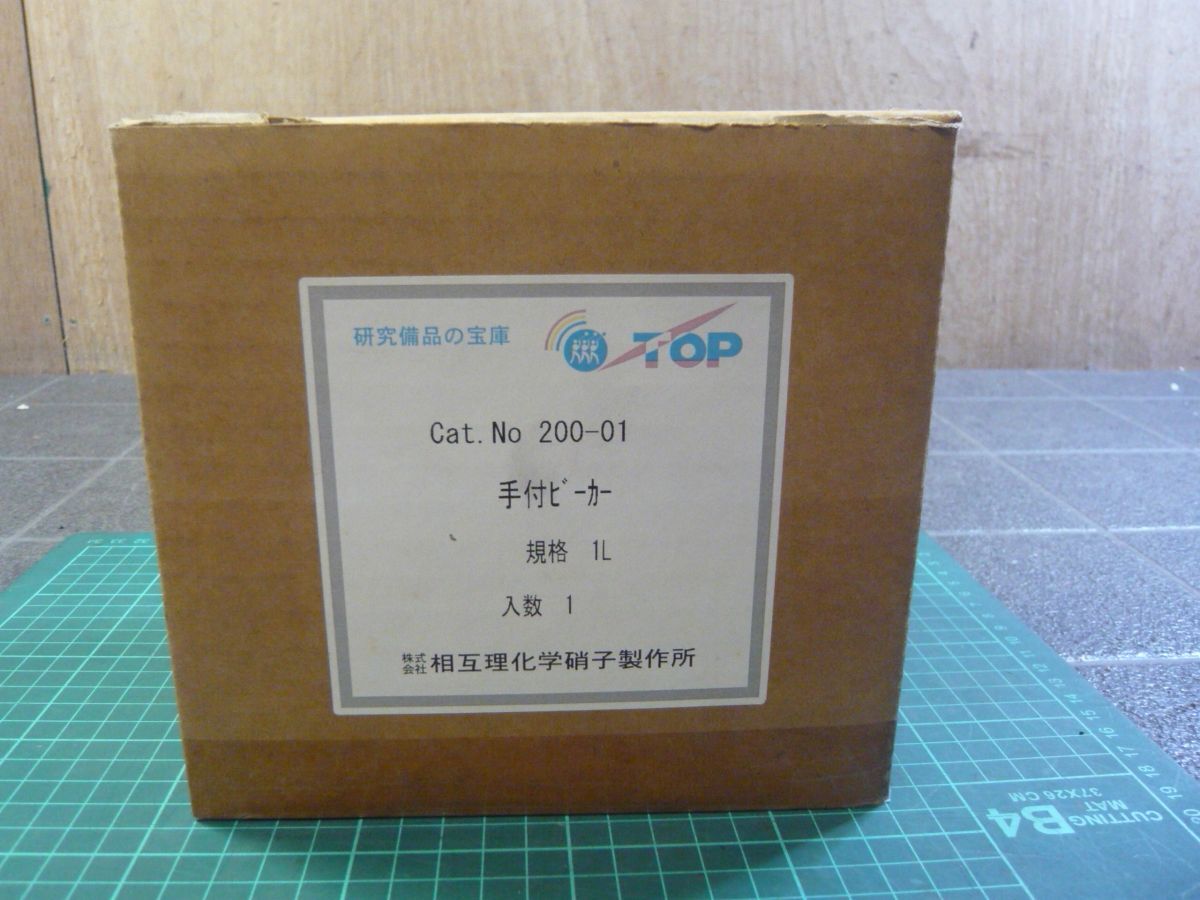 研究備品の宝庫 TOP
Cat.No 200-01
手付ﾋﾞｰｶｰ
規格 1L
入数 1
株式会社 相互理化学硝子製作所
CUTTING MAT B4
37X26 CM